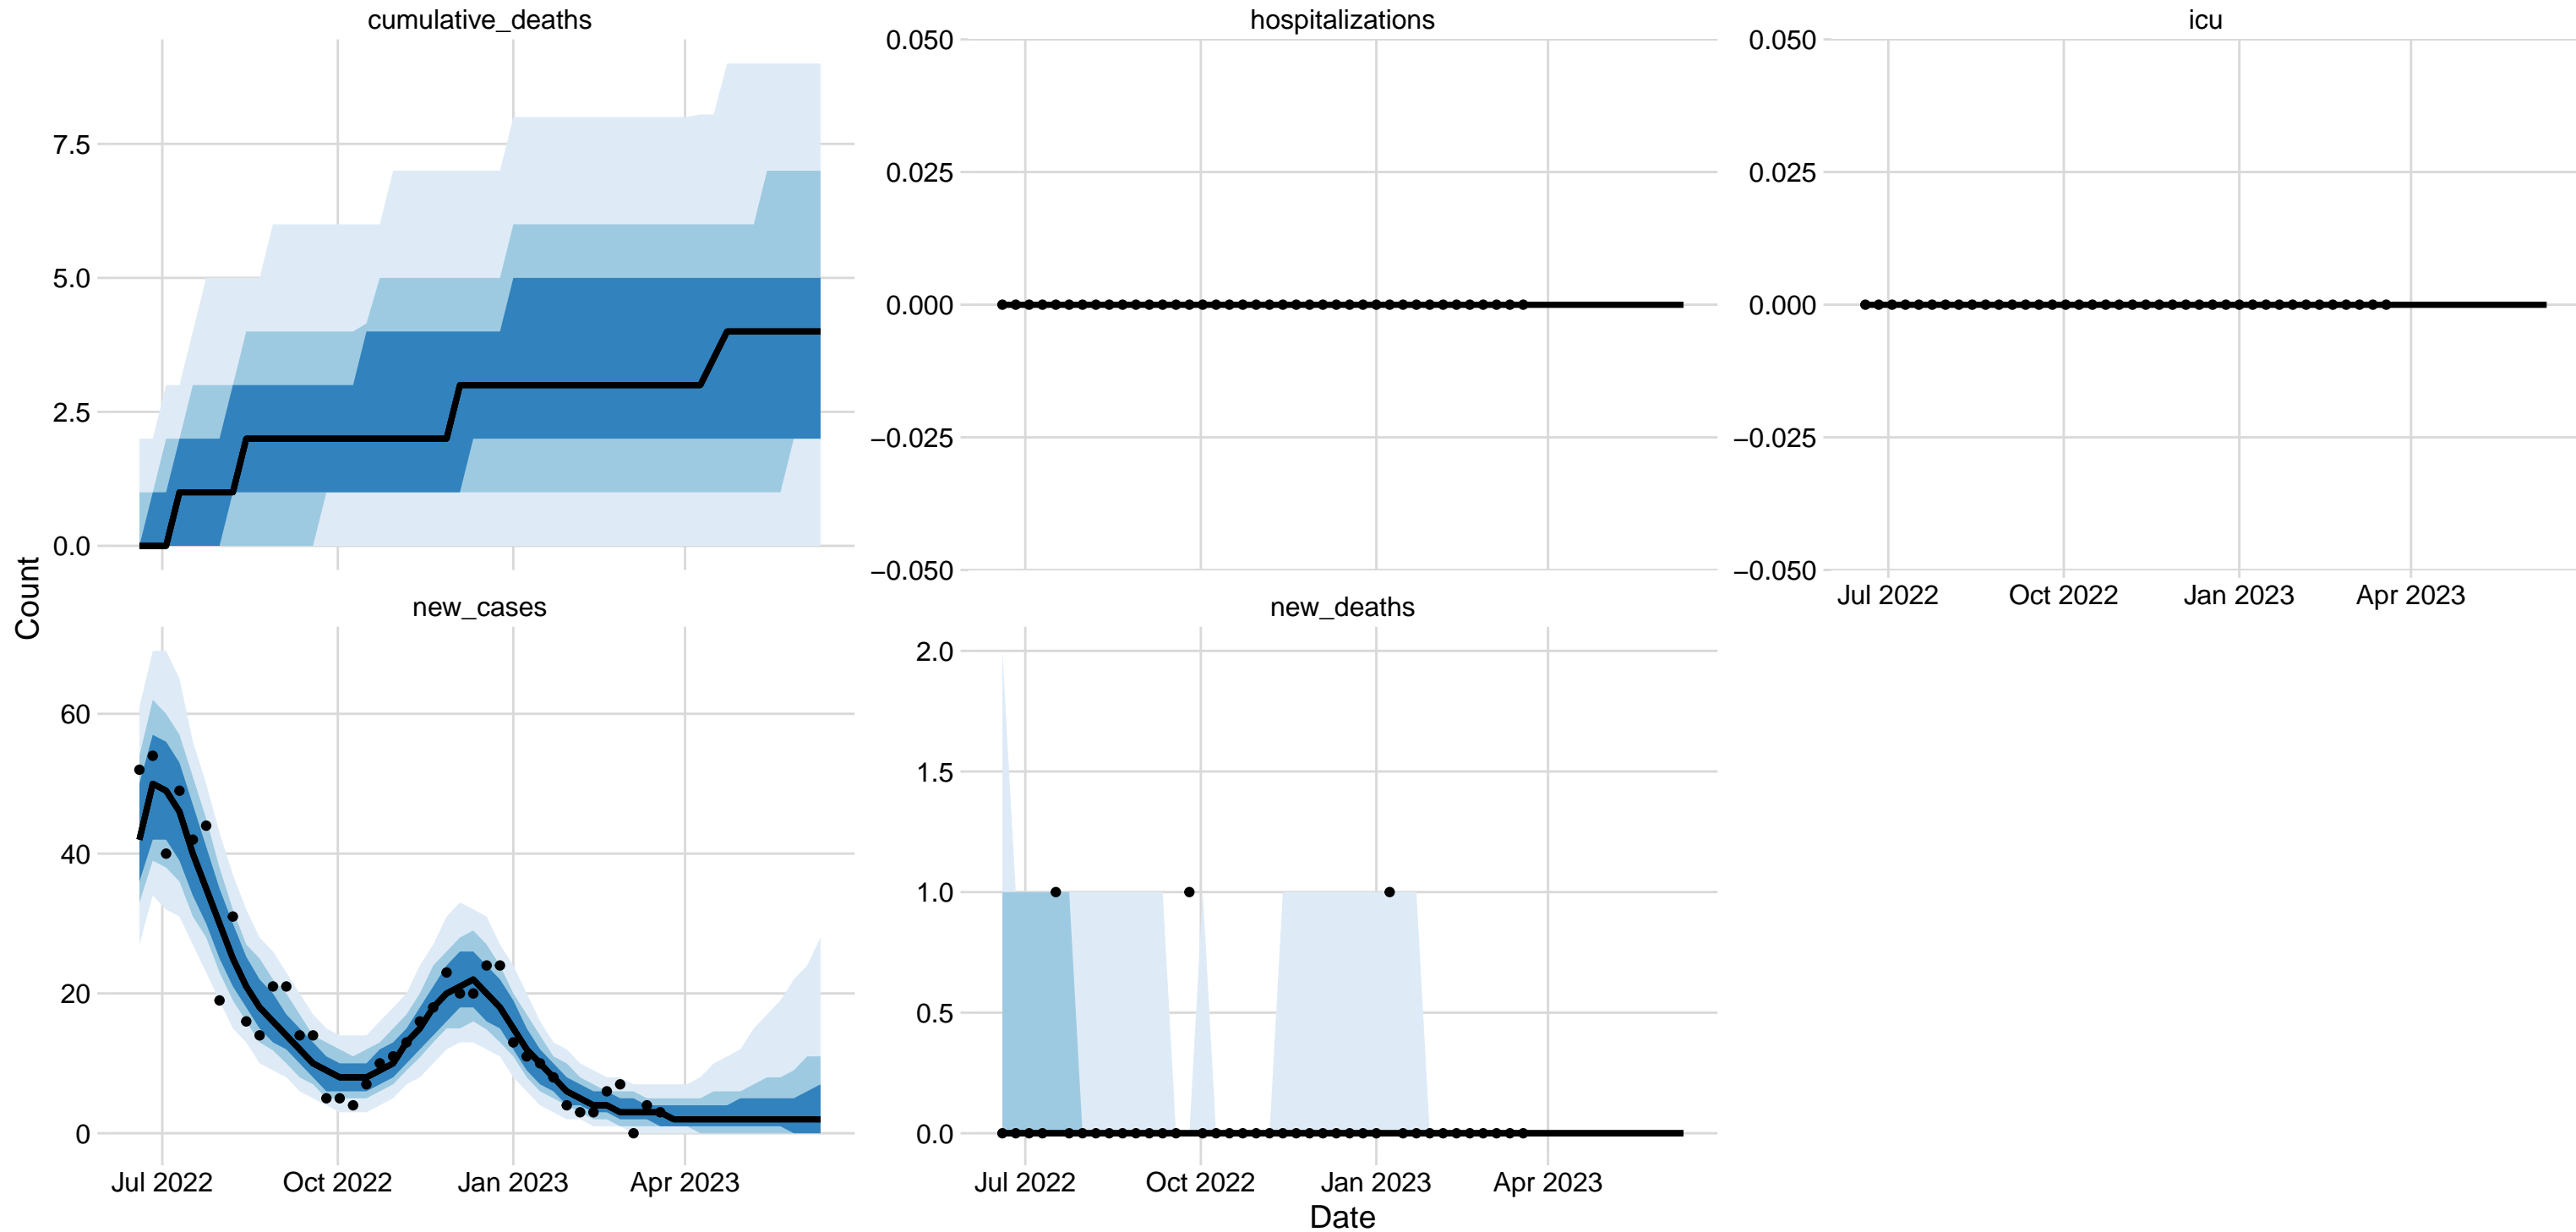 cumulative_deaths
hospitalizations
icu
7.5
5.0
2.5
0.0
0.050
0.025
0.000
−0.025
−0.050
0.050
0.025
0.000
−0.025
−0.050
Jul 2022 Oct 2022 Jan 2023 Apr 2023
Count
new_cases
new_deaths
60
40
20
0
2.0
1.5
1.0
0.5
0.0
Jul 2022 Oct 2022 Jan 2023 Apr 2023
Jul 2022 Oct 2022 Jan 2023 Apr 2023
Date